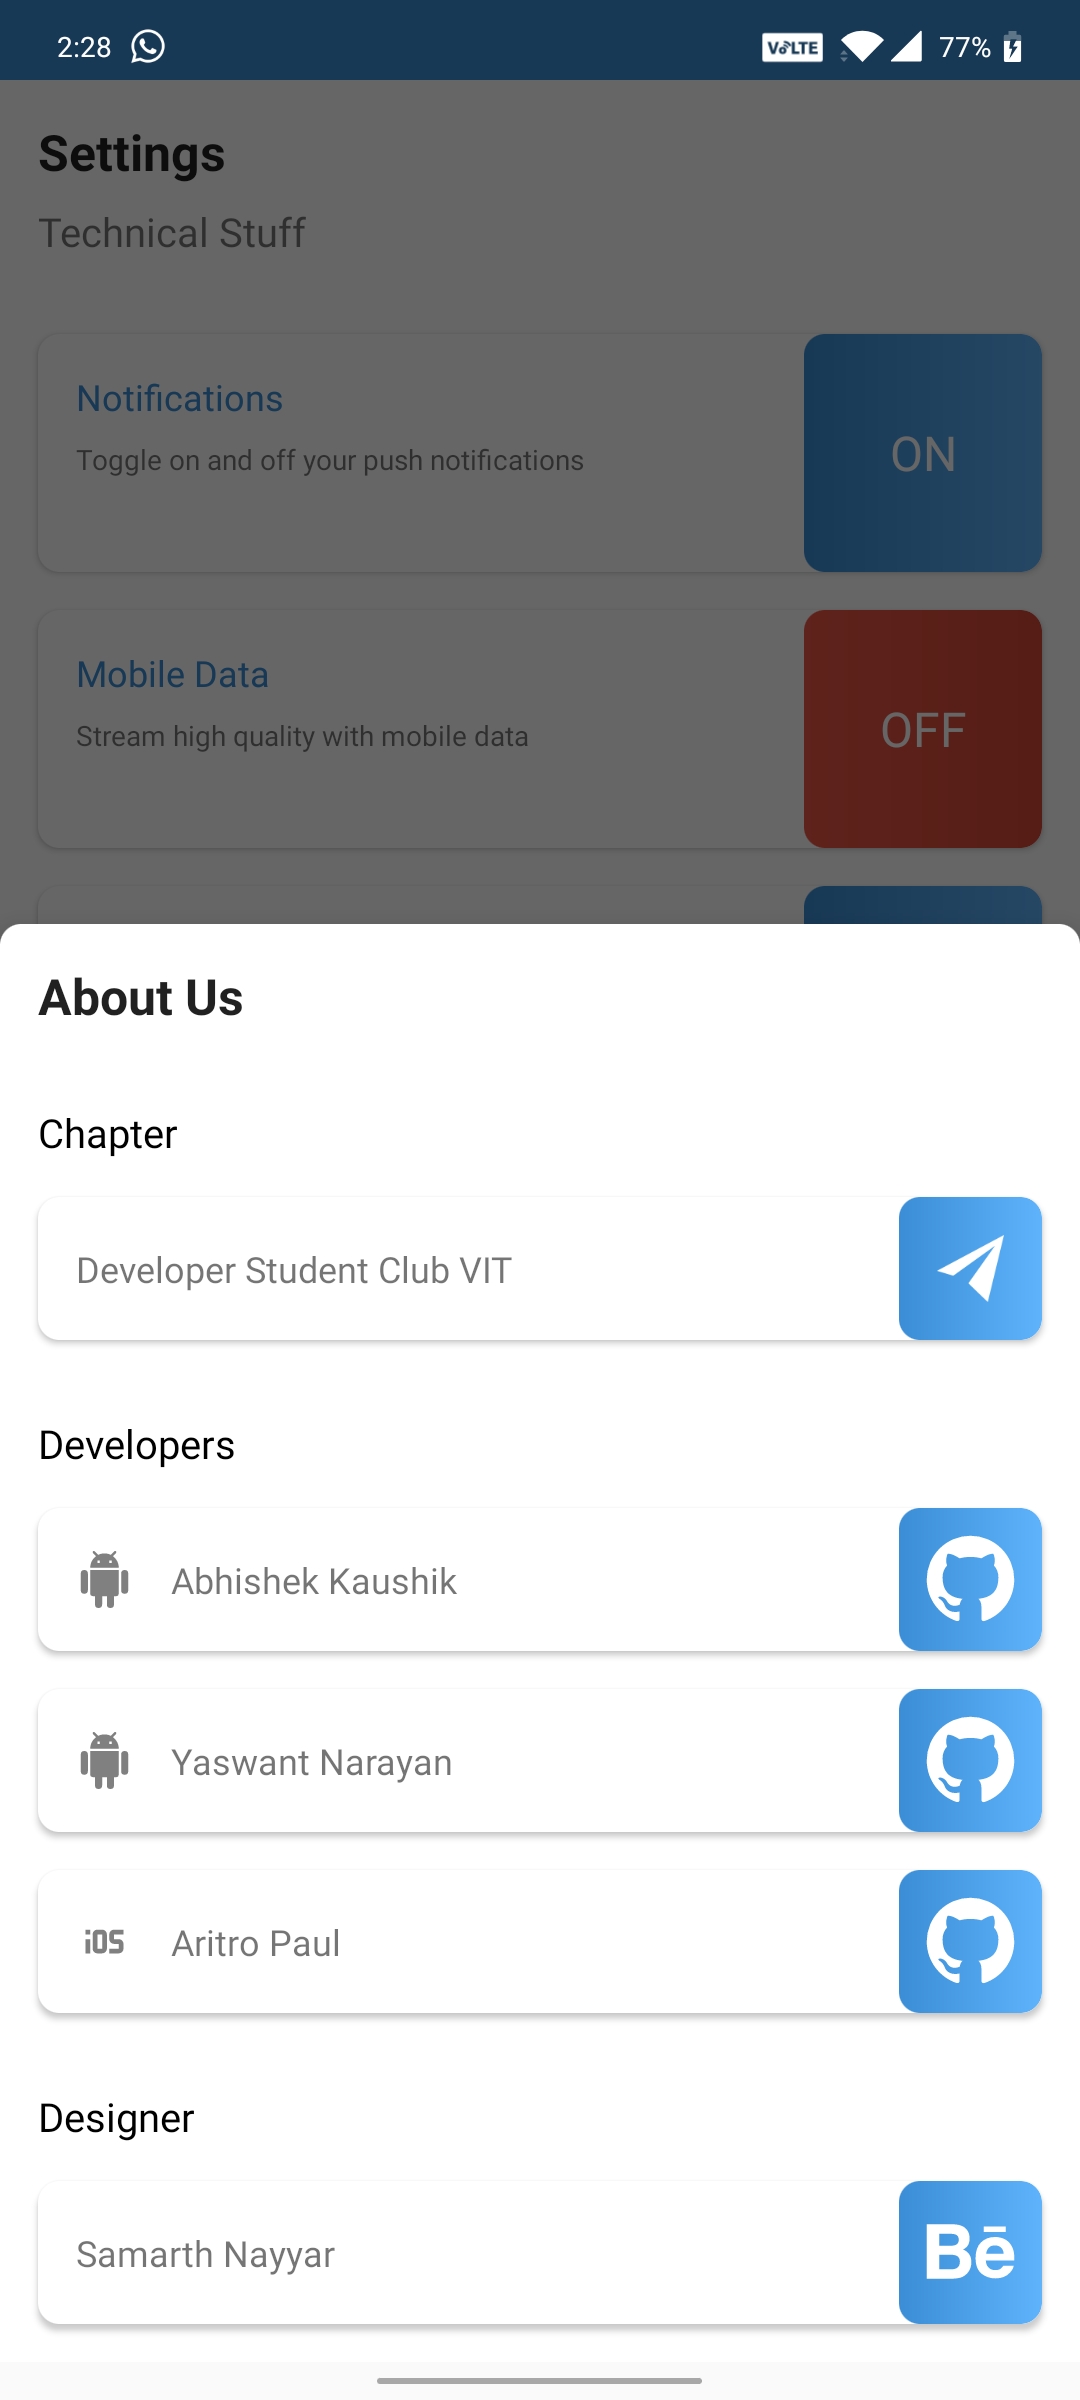 2:28
VoLTE 77%
Settings
Technical Stuff
Notifications
Toggle on and off your push notifications
ON
Mobile Data
Stream high quality with mobile data
OFF
About Us
Chapter
Developer Student Club VIT
Developers
Abhishek Kaushik
Yaswant Narayan
iOS Aritro Paul
Designer
Samarth Nayyar
Bē